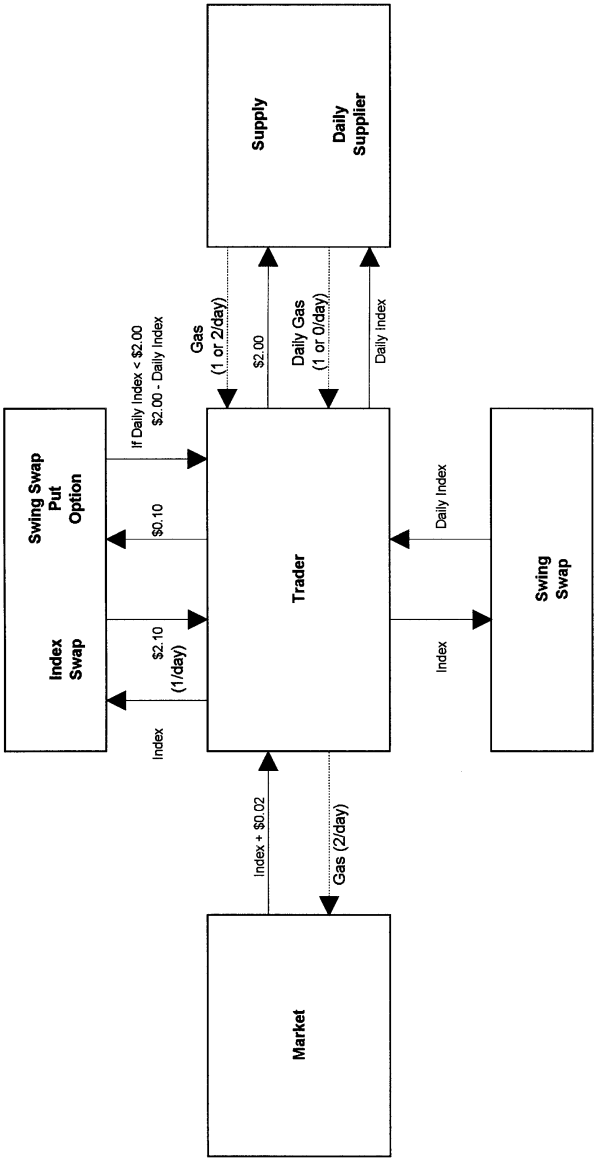 Index
Swap
Swing Swap
Put
Option
Index
$2.10
(1/day)
$0.10
If Daily Index < $2.00
$2.00 - Daily Index
Market
Index + $0.02
Gas (2/day)
Trader
Gas
(1 or 2/day)
$2.00
Daily Gas
(1 or 0/day)
Daily Index
Supply
Daily
Supplier
Index
Daily Index
Swing
Swap